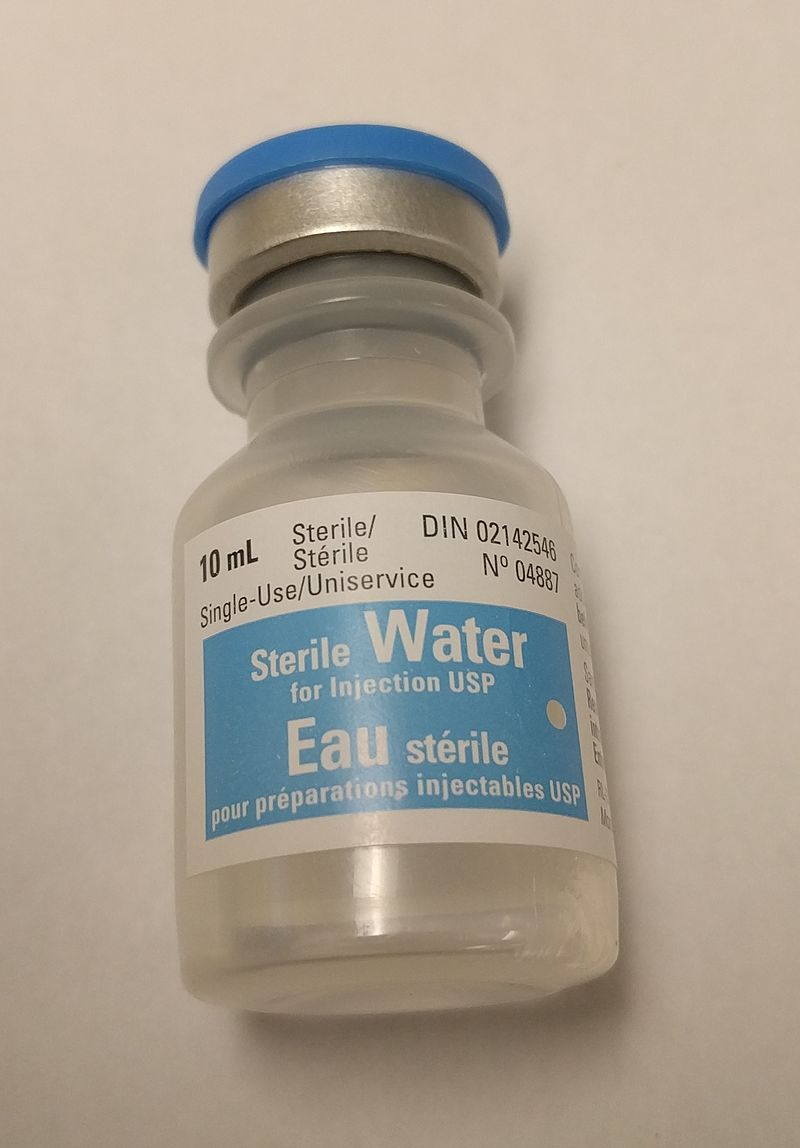 10 mL
Sterile/
Stérile
Single-Use/Uniservice
DIN 02142546
Nº 04887
Sterile Water
for Injection USP
Eau stérile
pour préparations injectables USP